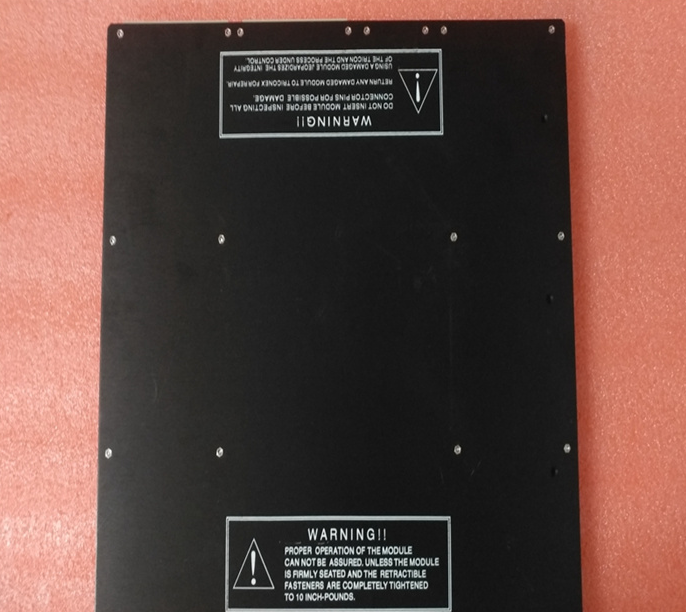 WARNING!!
DO NOT INSERT MODULE BEFORE INSPECTING ALL
CONNECTOR PINS FOR POSSIBLE DAMAGE.
RETURN ANY DAMAGED MODULE TO TRICONEX FOR REPAIR.
USING A DAMAGED MODULE JEOPARDIZES THE INTEGRITY
OF THE TRICON AND THE PROCESS UNDER CONTROL.
WARNING!!
PROPER OPERATION OF THE MODULE
CAN NOT BE ASSURED, UNLESS THE MODULE
IS FIRMLY SEATED AND THE RETRACTIBLE
FASTENERS ARE COMPLETELY TIGHTENED
TO 10 INCH-POUNDS.